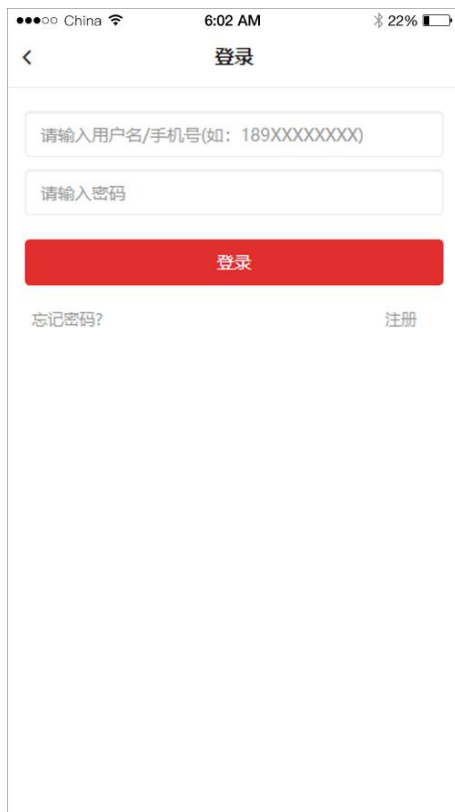 China 6:02 AM 22%
登录
请输入用户名/手机号(如：189XXXXXXXX)
请输入密码
登录
忘记密码? 注册